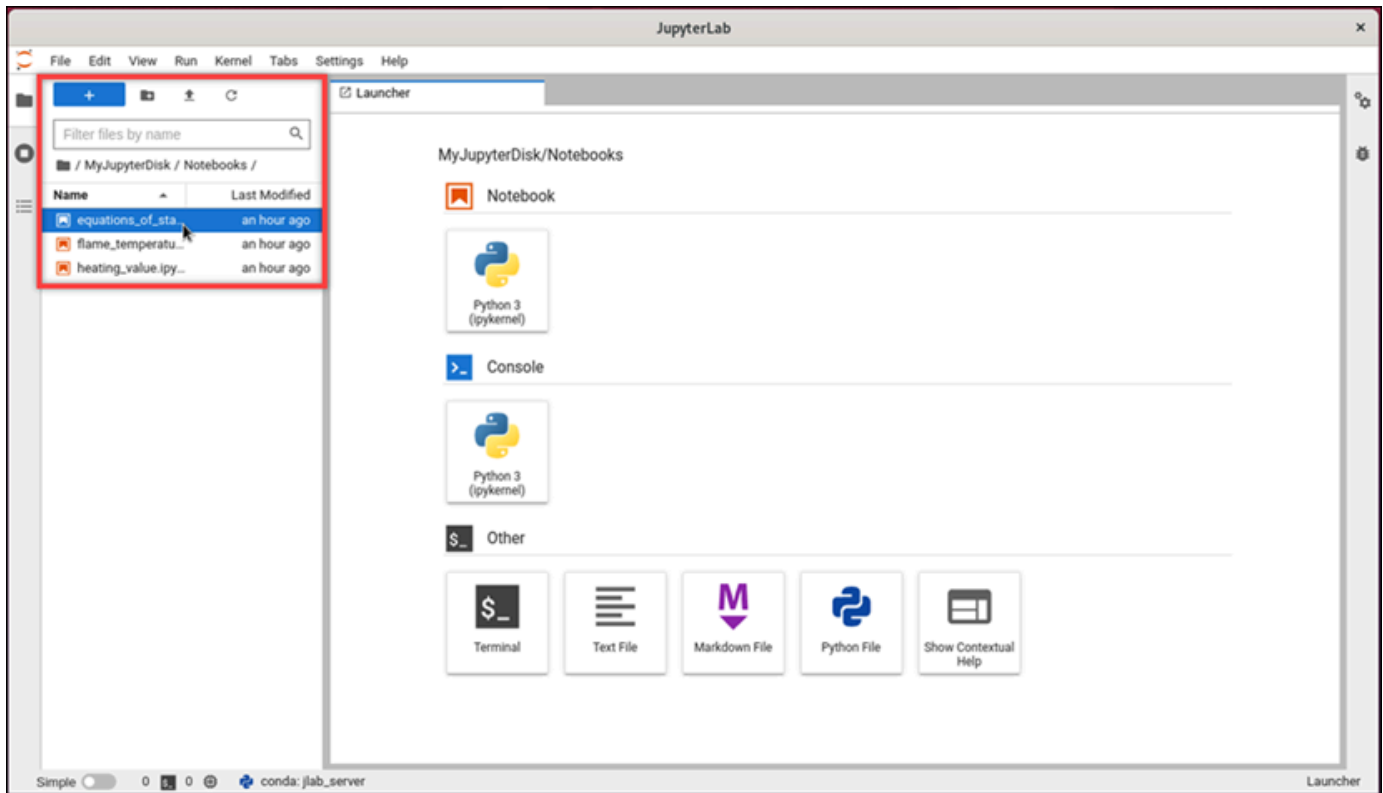 JupyterLab
File Edit View Run Kernel Tabs Settings Help
+
Launcher
Filter files by name
/ MyJupyterDisk / Notebooks /
Name Last Modified
equations_of_sta... an hour ago
flame_temperatu... an hour ago
heating_value.ipy... an hour ago
MyJupyterDisk/Notebooks
Notebook
Python 3
(ipykernel)
Console
Python 3
(ipykernel)
$_ Other
$_
M
Terminal Text File Markdown File Python File Show Contextual
Help
Simple 0 $_ 0 conda: jlab_server Launcher